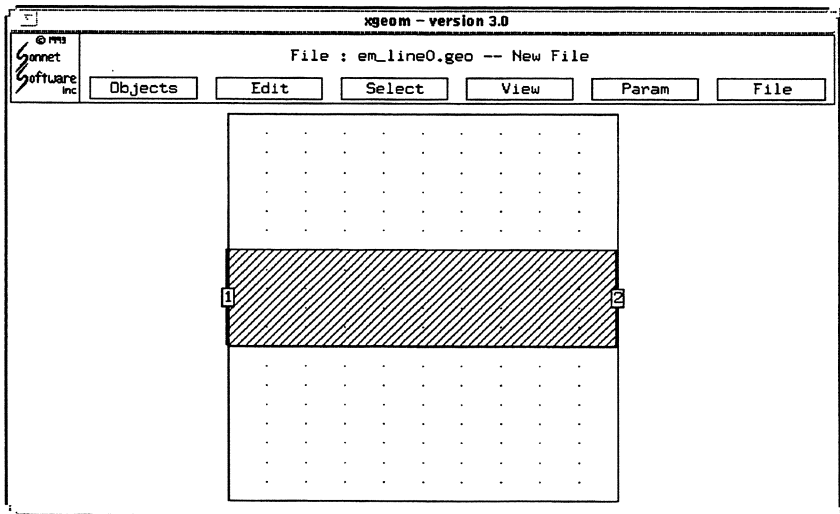 xgeom – version 3.0
© 1993
Sonnet
Software
Inc
File : em_line0.geo -- New File
Objects Edit Select View Param File
1 2